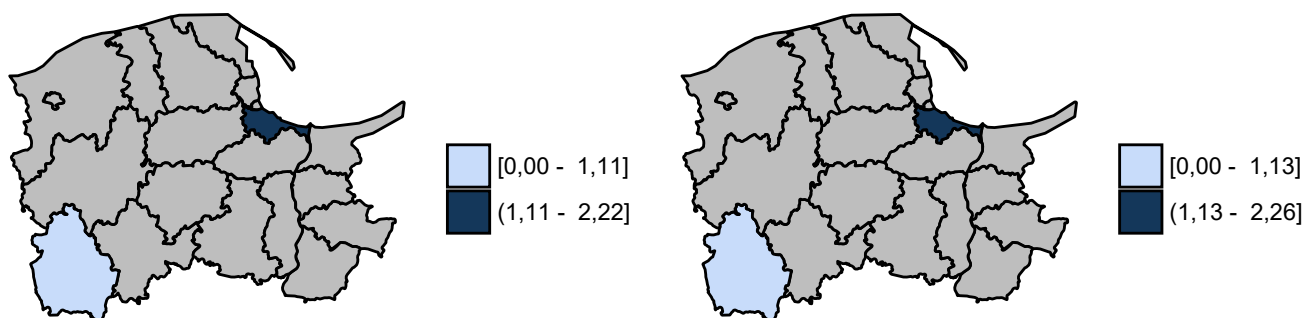 [0,00 - 1,11]
(1,11 - 2,22]
[0,00 - 1,13]
(1,13 - 2,26]